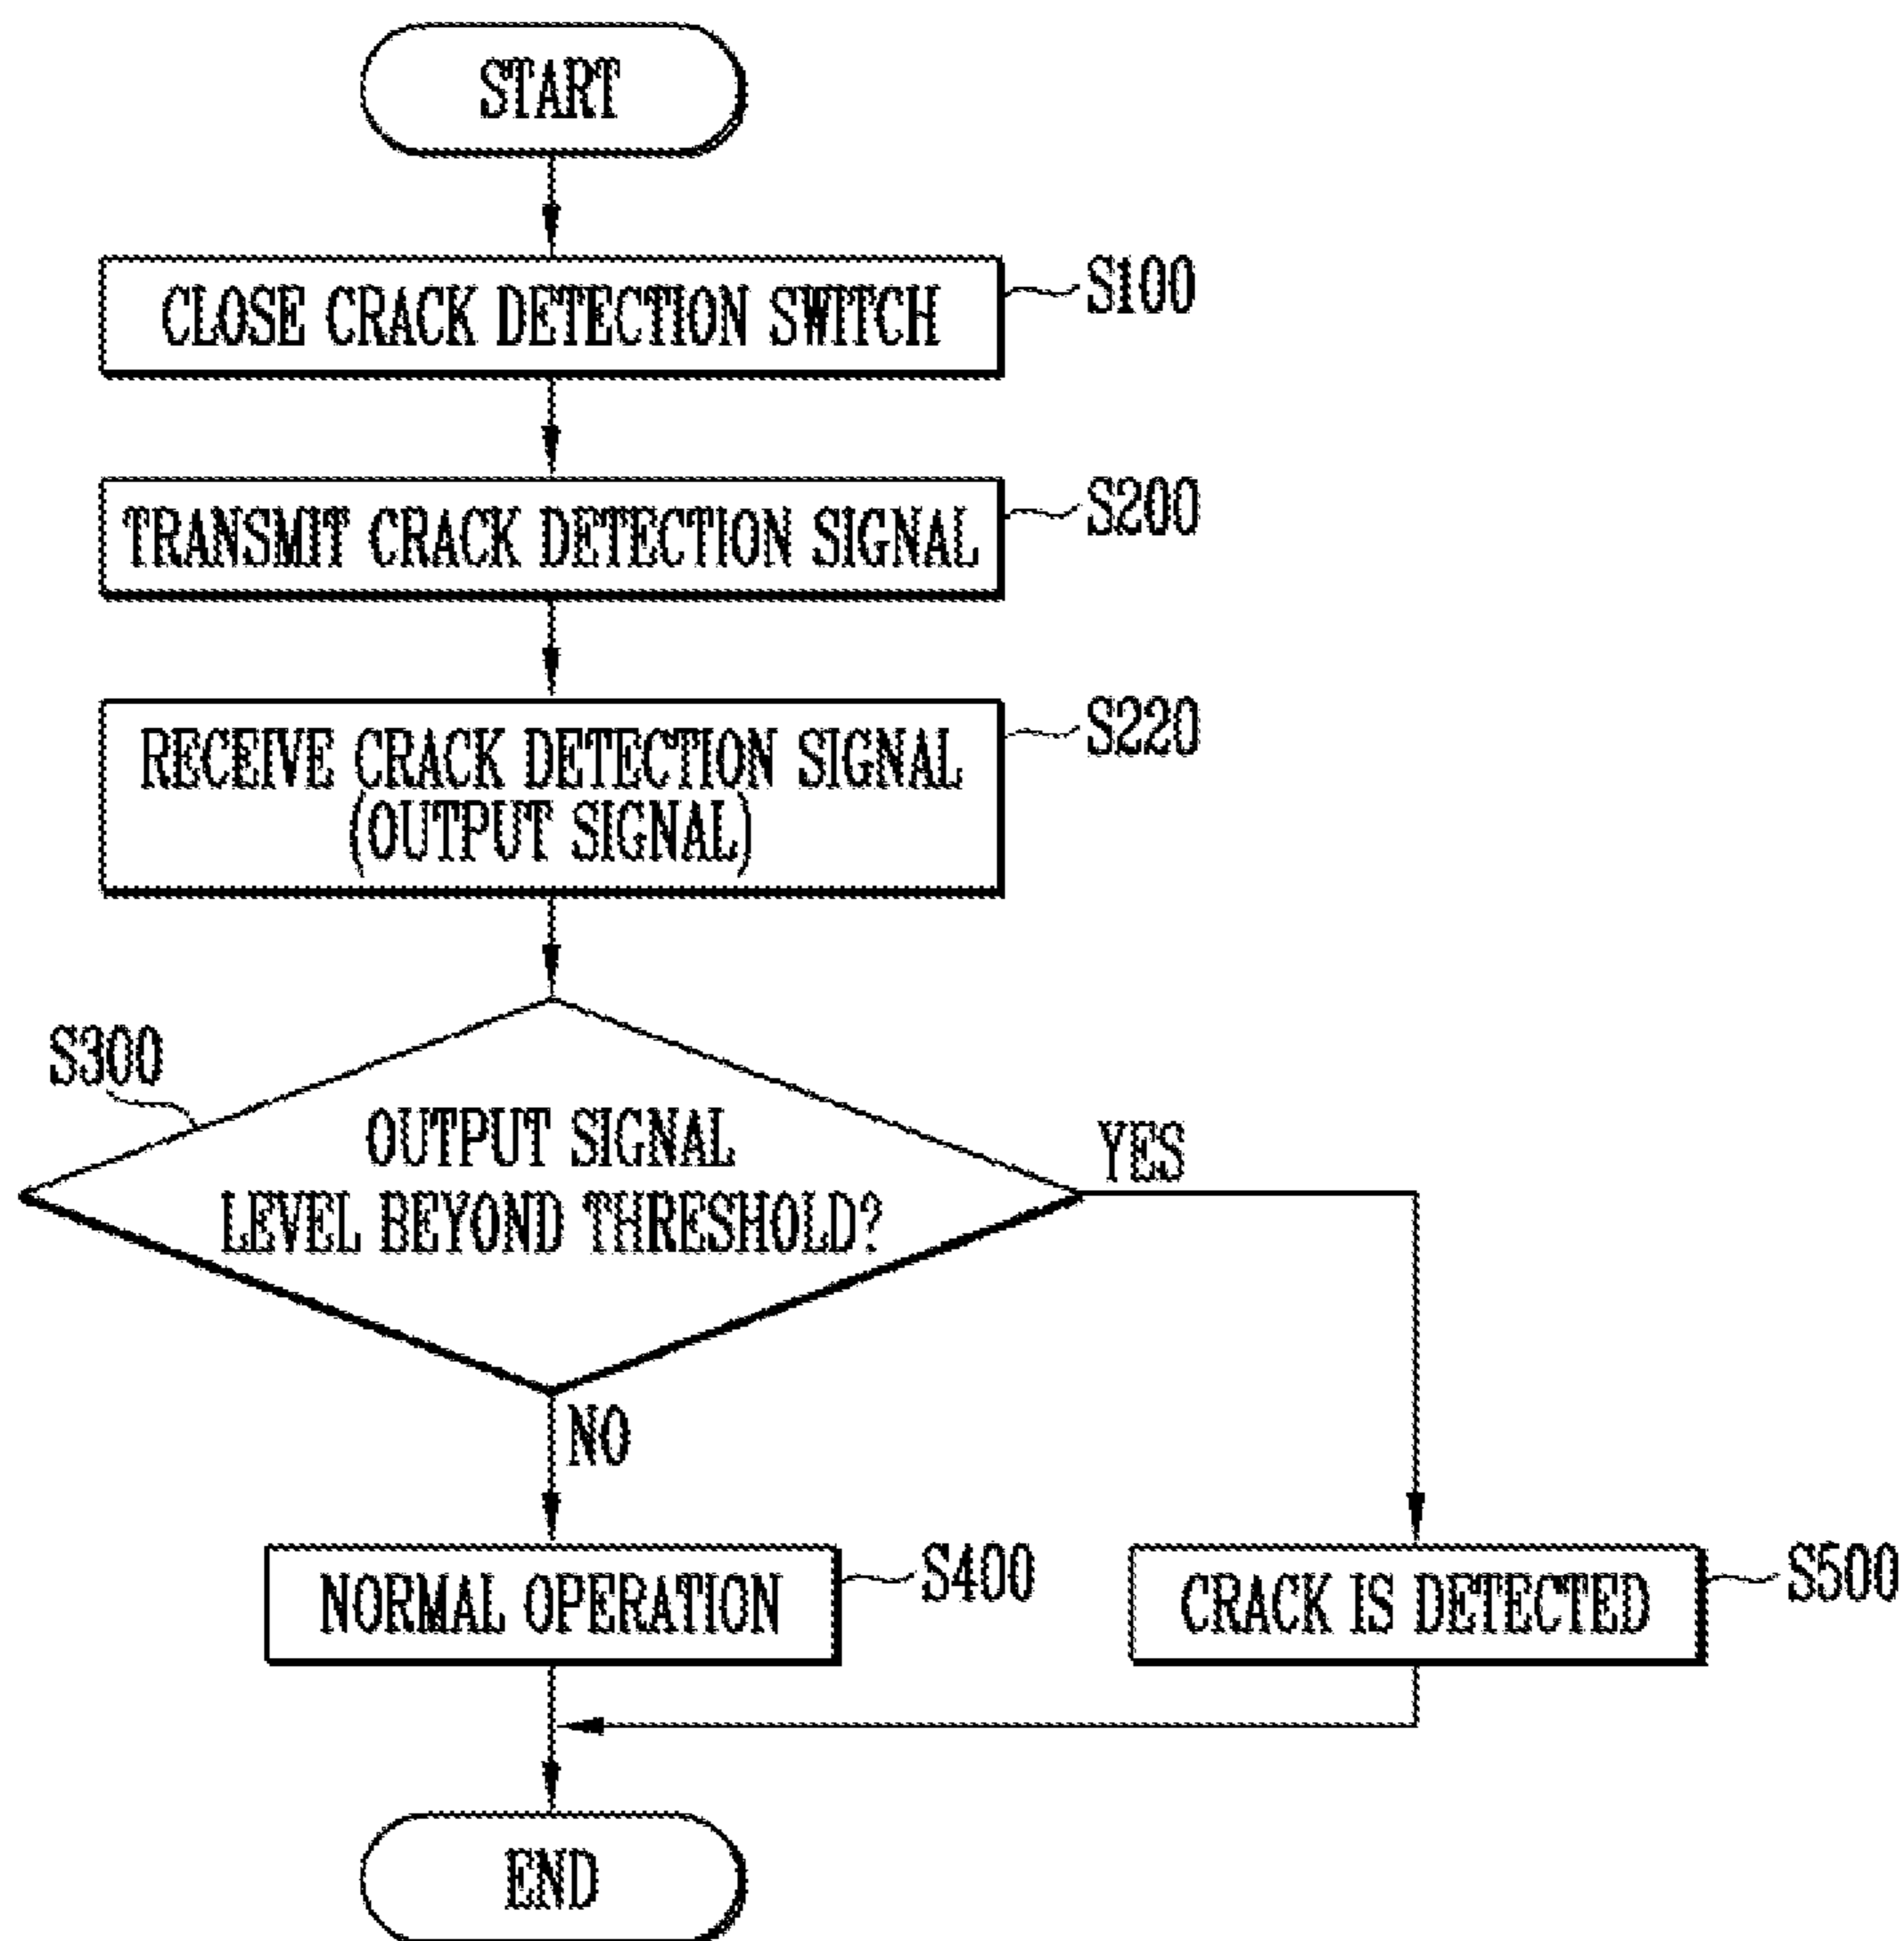 START
CLOSE CRACK DETECTION SWITCH
S100
TRANSMIT CRACK DETECTION SIGNAL
S200
RECEIVE CRACK DETECTION SIGNAL
(OUTPUT SIGNAL)
S220
S300
OUTPUT SIGNAL
LEVEL BEYOND THRESHOLD?
YES
NO
NORMAL OPERATION
S400
CRACK IS DETECTED
S500
END